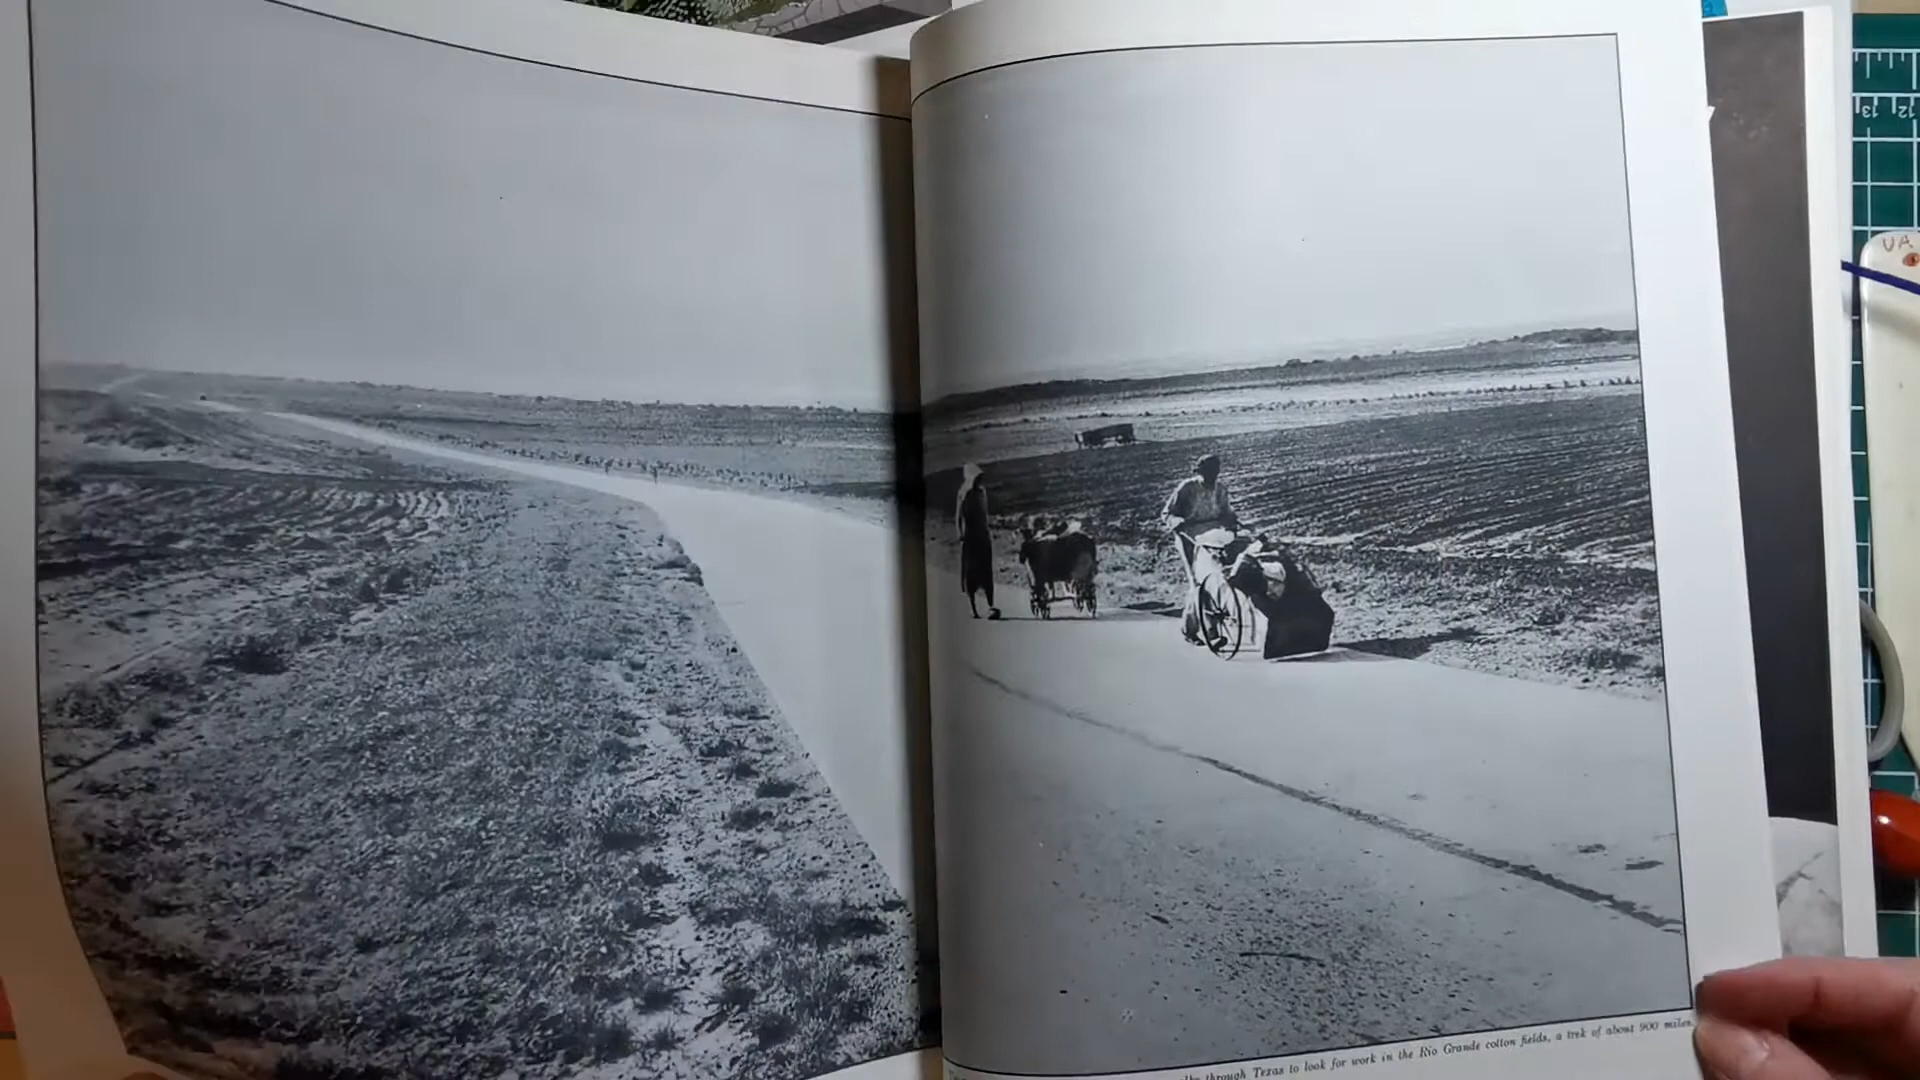 UA
13 12
through Texas to look for work in the Rio Grande cotton fields, a trek of about 900 miles.